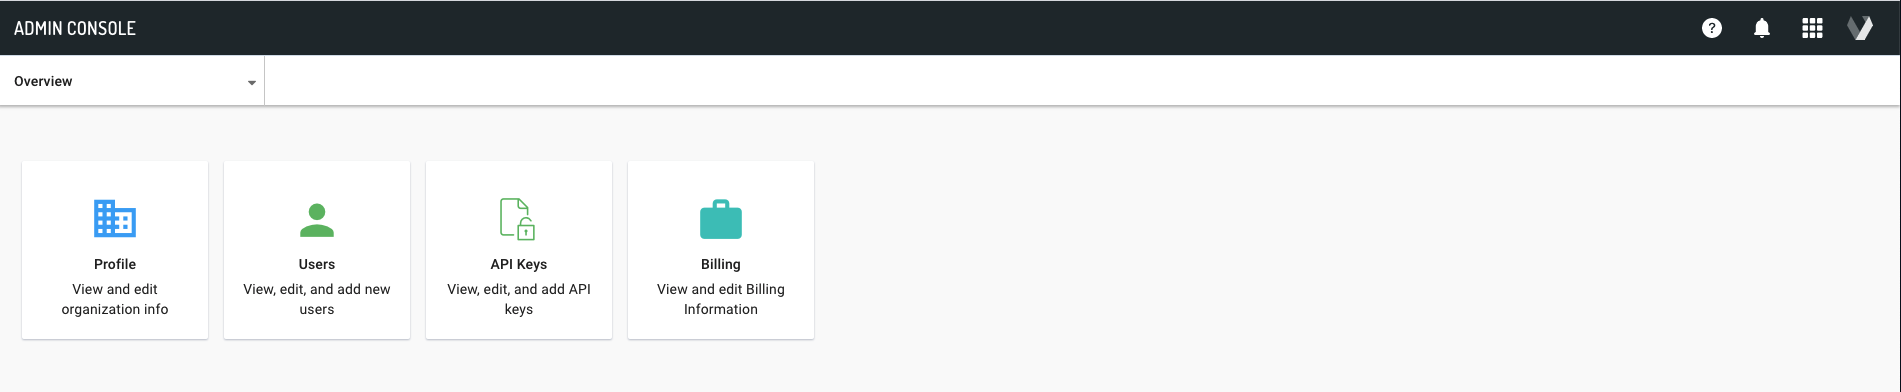 ADMIN CONSOLE
?
Overview
Profile
View and edit
organization info
Users
View, edit, and add new
users
API Keys
View, edit, and add API
keys
Billing
View and edit Billing
Information